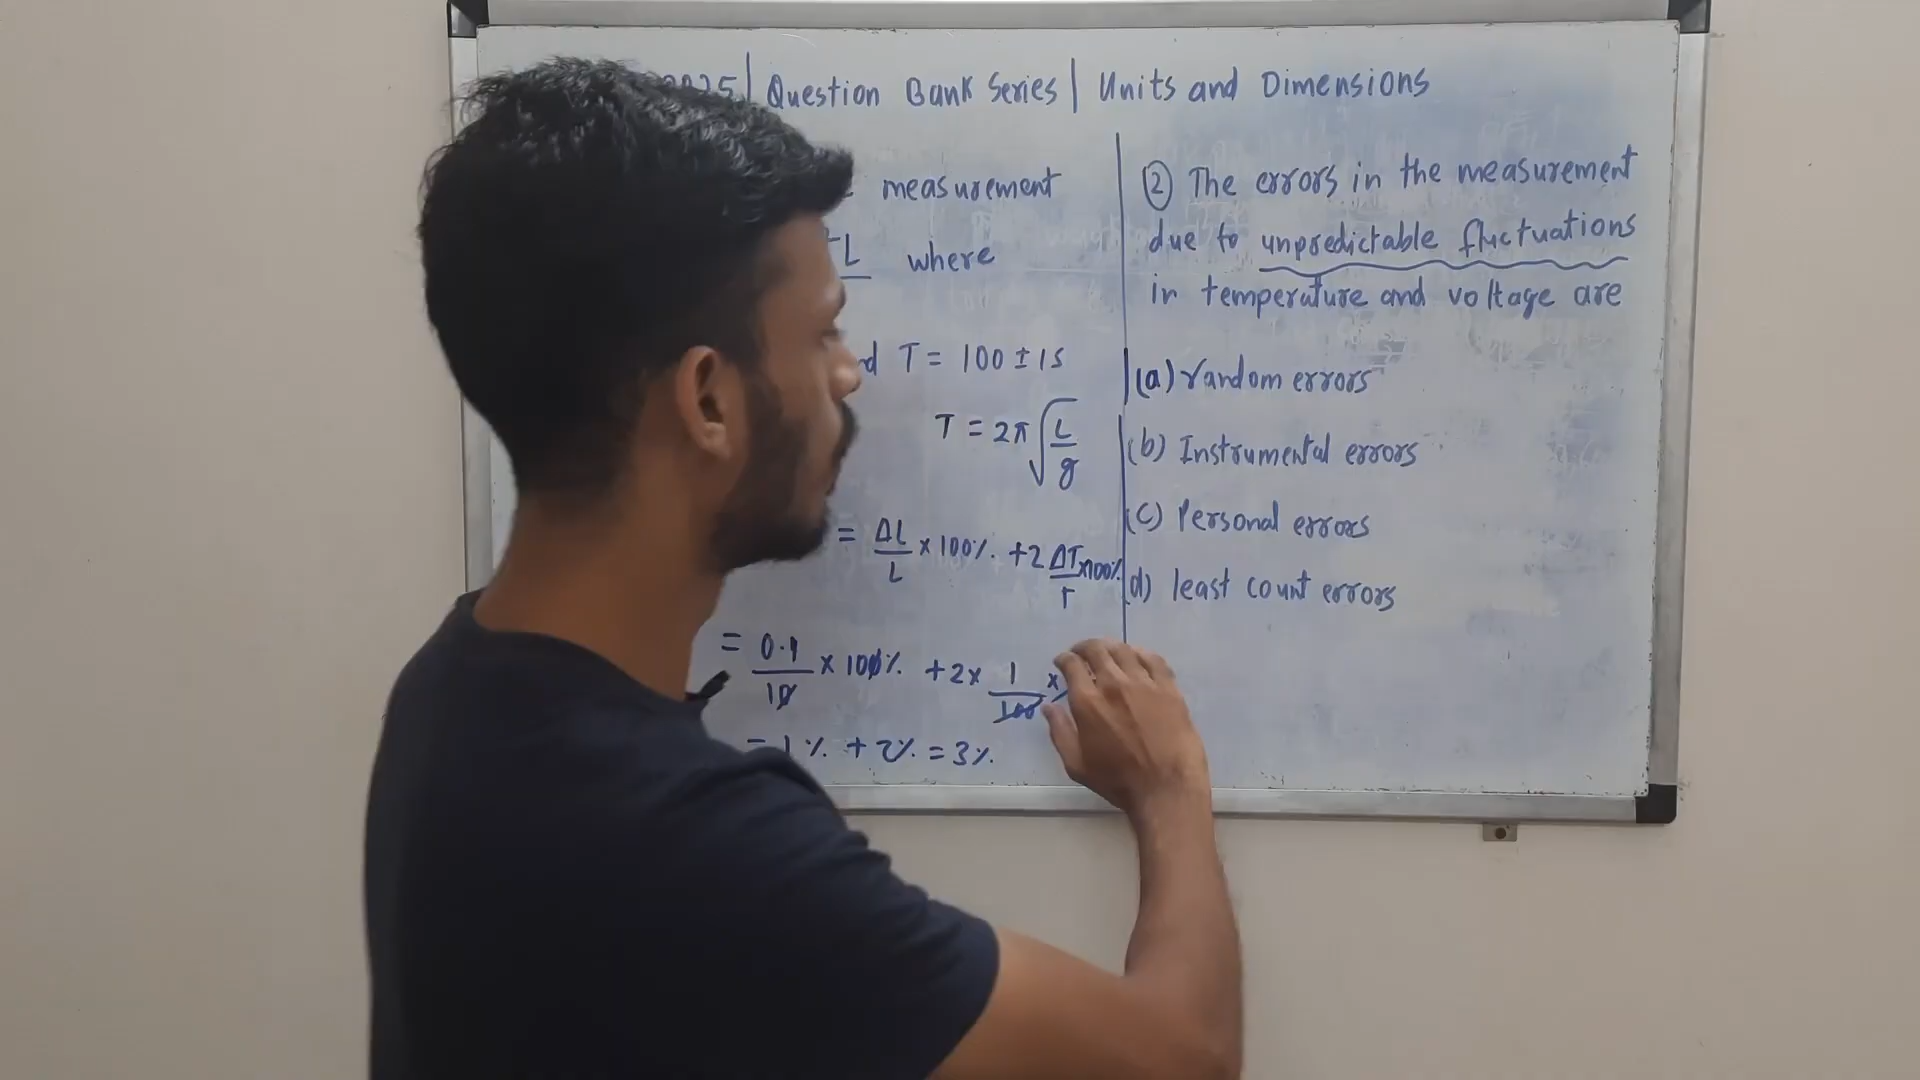 2025 | Question Bank Series | Units and Dimensions
measurement
L where
T = 100 ± 1s
T = 2π√(L/g)
= ΔL/L × 100% + 2 ΔT/T × 100%
= 0.1/10 × 100% + 2 × 1/100 ×
= 1% + 2% = 3%
② The errors in the measurement
due to unpredictable fluctuations
in temperature and voltage are
(a) random errors
(b) Instrumental errors
(c) Personal errors
(d) least count errors